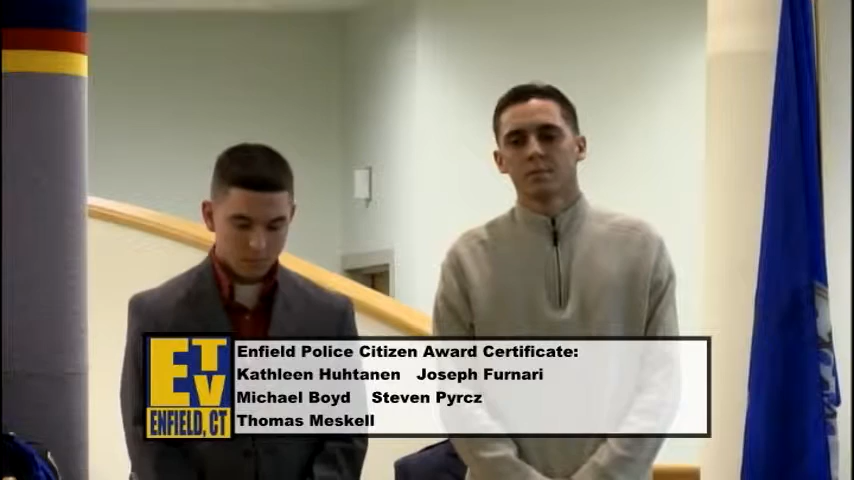 ETV
ENFIELD, CT
Enfield Police Citizen Award Certificate:
Kathleen Huhtanen Joseph Furnari
Michael Boyd Steven Pyrcz
Thomas Meskell